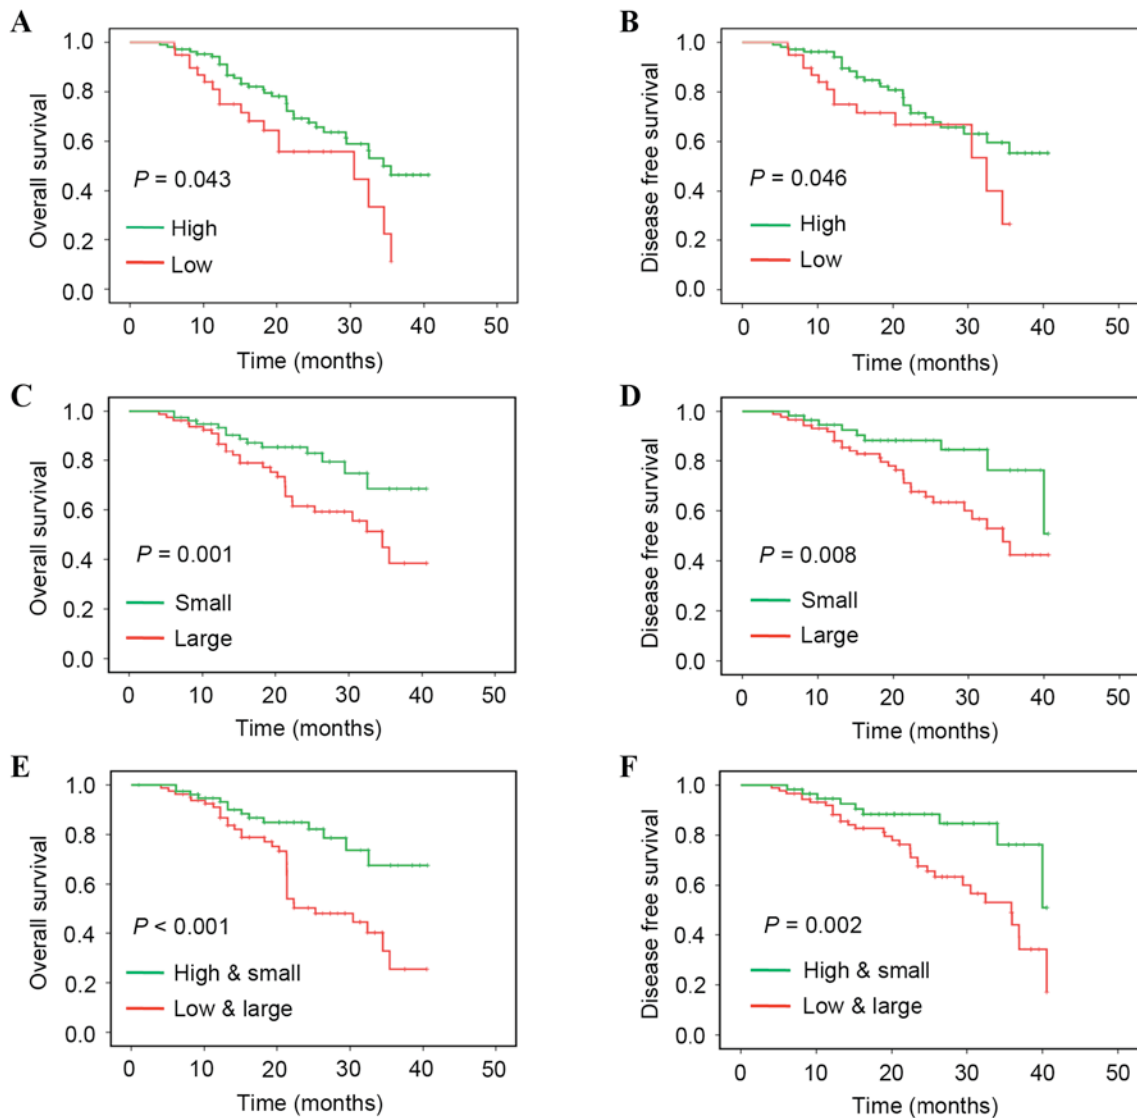 A
Overall survival
1.0
0.8
0.6
0.4
0.2
0.0
P = 0.043
High
Low
0 10 20 30 40 50
Time (months)
B
Disease free survival
1.0
0.8
0.6
0.4
0.2
0.0
P = 0.046
High
Low
0 10 20 30 40 50
Time (months)
C
Overall survival
1.0
0.8
0.6
0.4
0.2
0.0
P = 0.001
Small
Large
0 10 20 30 40 50
Time (months)
D
Disease free survival
1.0
0.8
0.6
0.4
0.2
0.0
P = 0.008
Small
Large
0 10 20 30 40 50
Time (months)
E
Overall survival
1.0
0.8
0.6
0.4
0.2
0.0
P < 0.001
High & small
Low & large
0 10 20 30 40 50
Time (months)
F
Disease free survival
1.0
0.8
0.6
0.4
0.2
0.0
P = 0.002
High & small
Low & large
0 10 20 30 40 50
Time (months)